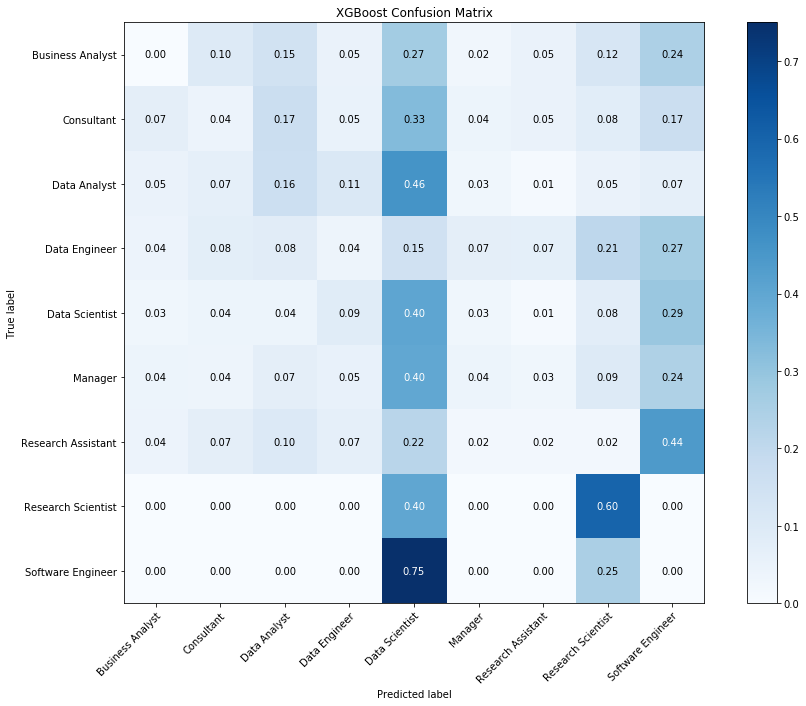 XGBoost Confusion Matrix
Business Analyst 0.00 0.10 0.15 0.05 0.27 0.02 0.05 0.12 0.24
Consultant 0.07 0.04 0.17 0.05 0.33 0.04 0.05 0.08 0.17
Data Analyst 0.05 0.07 0.16 0.11 0.46 0.03 0.01 0.05 0.07
Data Engineer 0.04 0.08 0.08 0.04 0.15 0.07 0.07 0.21 0.27
Data Scientist 0.03 0.04 0.04 0.09 0.40 0.03 0.01 0.08 0.29
Manager 0.04 0.04 0.07 0.05 0.40 0.04 0.03 0.09 0.24
Research Assistant 0.04 0.07 0.10 0.07 0.22 0.02 0.02 0.02 0.44
Research Scientist 0.00 0.00 0.00 0.00 0.40 0.00 0.00 0.60 0.00
Software Engineer 0.00 0.00 0.00 0.00 0.75 0.00 0.00 0.25 0.00
True label
Business Analyst
Consultant
Data Analyst
Data Engineer
Data Scientist
Manager
Research Assistant
Research Scientist
Software Engineer
Predicted label
0.7
0.6
0.5
0.4
0.3
0.2
0.1
0.0